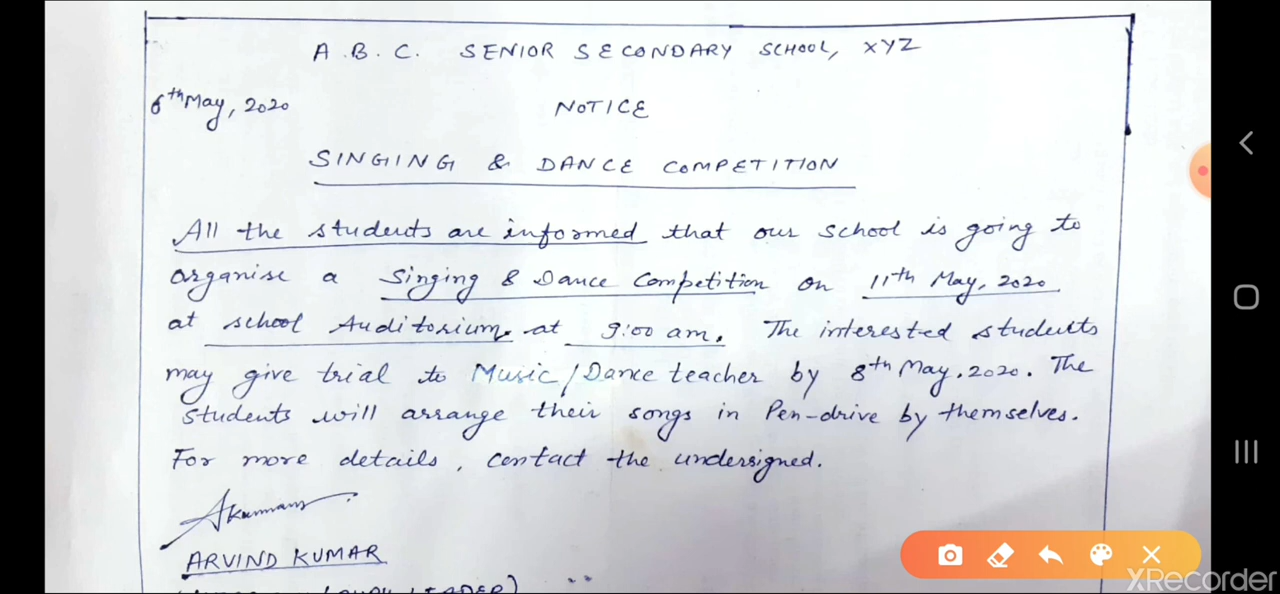 A.B.C. SENIOR SECONDARY SCHOOL, XYZ
6th May, 2020 NOTICE
SINGING & DANCE COMPETITION
All the students are informed that our school is going to
organise a Singing & Dance Competition on 11th May, 2020
at school Auditorium at 9:00 am. The interested students
may give trial to Music/Dance teacher by 8th May, 2020. The
students will arrange their songs in Pen-drive by themselves.
For more details, contact the undersigned.
Akumar
ARVIND KUMAR
LEADER)
XRecorder